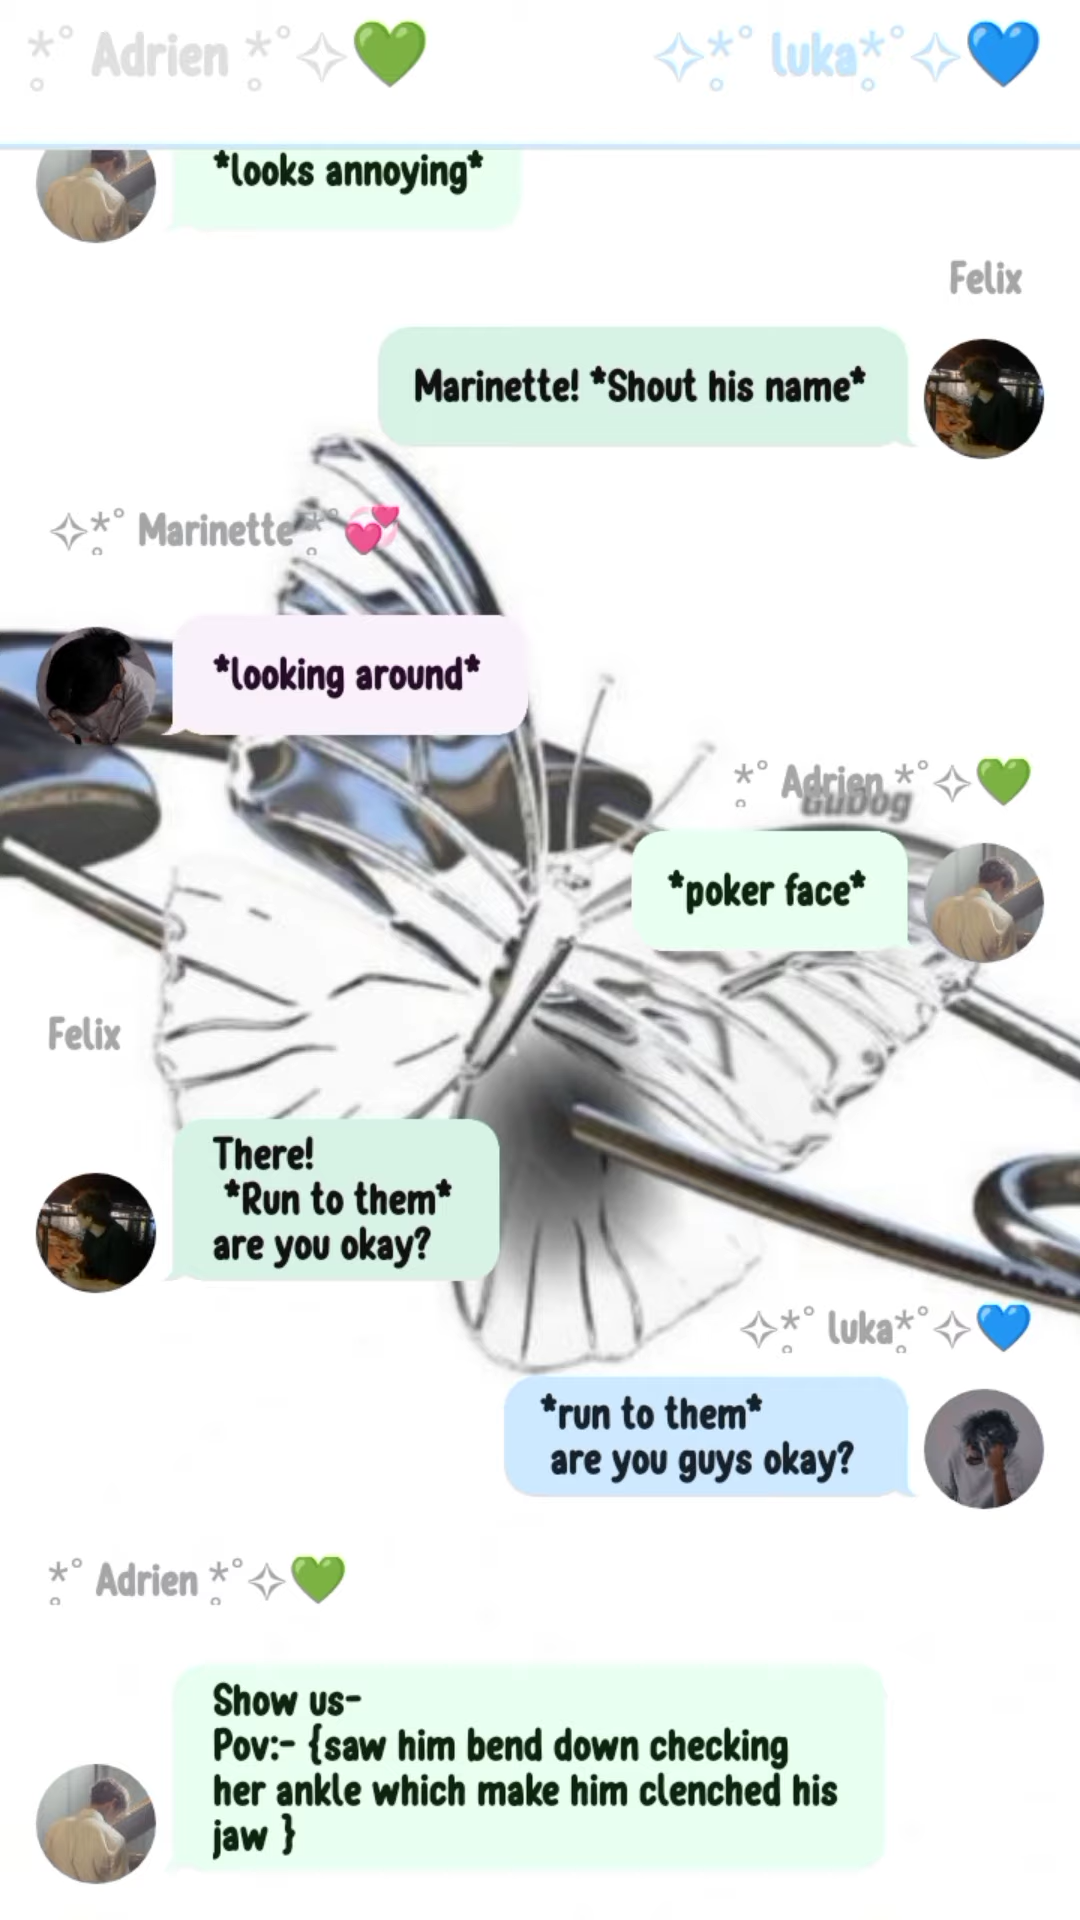 *° Adrien *°✧💚
✧*° luka*°✧💙
*looks annoying*
Felix
Marinette! *Shout his name*
✧*° Marinette *°💞
*looking around*
*° Adrien *°✧💚
GuDog
*poker face*
Felix
There!
*Run to them*
are you okay?
✧*° luka*°✧💙
*run to them*
are you guys okay?
*° Adrien *°✧💚
Show us-
Pov:- {saw him bend down checking
her ankle which make him clenched his
jaw }